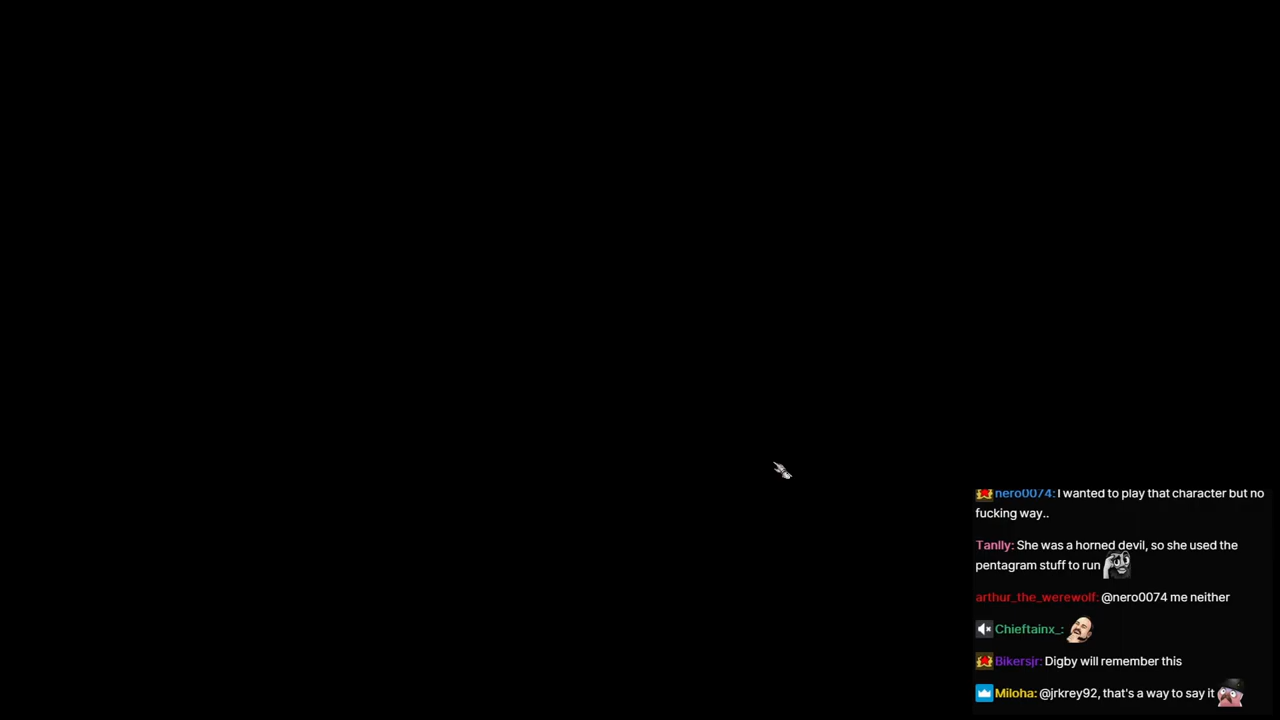 nero0074: I wanted to play that character but no
fucking way..
Tanlly: She was a horned devil, so she used the
pentagram stuff to run
arthur_the_werewolf: @nero0074 me neither
Chieftainx_:
Bikersjr: Digby will remember this
Miloha: @jrkrey92, that's a way to say it